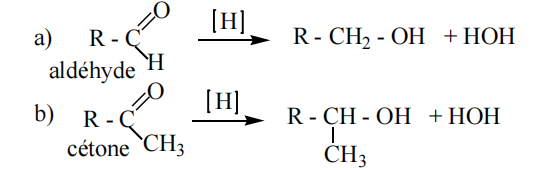 a) R - C O H [H] R - CH₂ - OH + HOH
aldéhyde
b) R - C O CH₃ [H] R - CH - OH + HOH
cétone CH₃